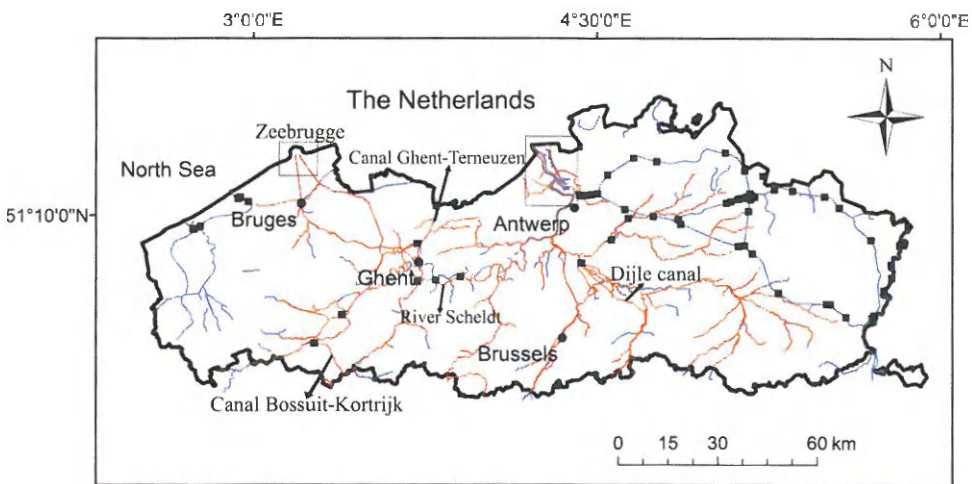 3°0'0"E
4°30'0"E
6°0'0"E
N
The Netherlands
Zeebrugge
Canal Ghent-Terneuzen
North Sea
51°10'0"N
Bruges
Antwerp
Ghent
Dijle canal
River Scheldt
Brussels
Canal Bossuit-Kortrijk
0 15 30 60 km